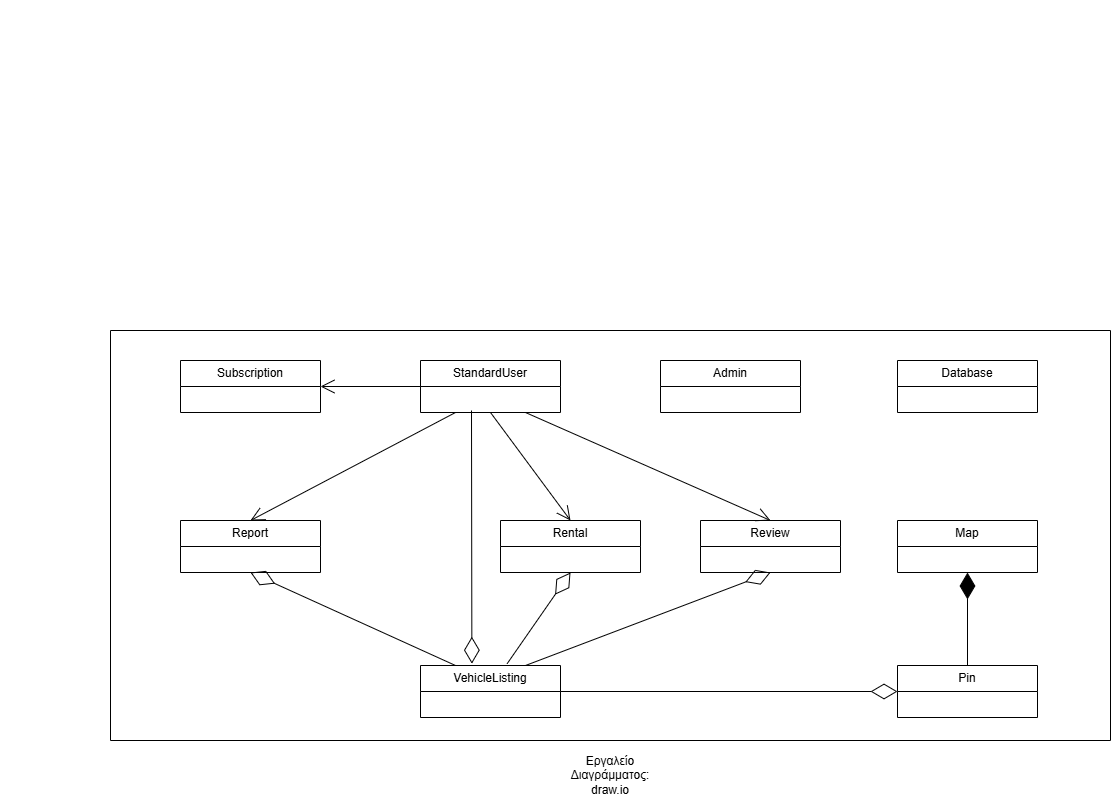 Subscription
StandardUser
Admin
Database
Report
Rental
Review
Map
VehicleListing
Pin
Εργαλείο
Διαγράμματος:
draw.io